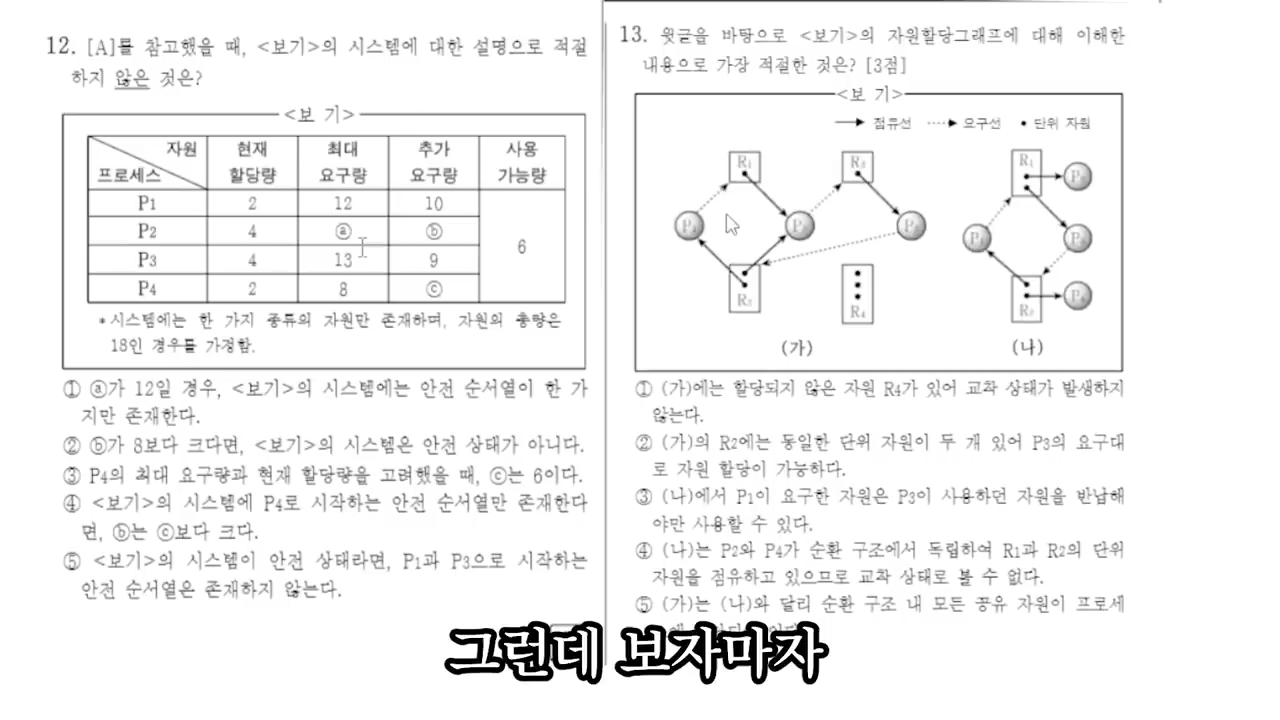 12. [A]를 참고했을 때, <보기>의 시스템에 대한 설명으로 적절
하지 않은 것은?
<보 기>
자원
프로세스
현재
할당량
최대
요구량
추가
요구량
사용
가능량
P1 2 12 10
P2 4 ⓐ ⓑ
P3 4 13 9
P4 2 8 ⓒ
6
*시스템에는 한 가지 종류의 자원만 존재하며, 자원의 총량은
18인 경우를 가정함.
① ⓐ가 12일 경우, <보기>의 시스템에는 안전 순서열이 한 가
지만 존재한다.
② ⓑ가 8보다 크다면, <보기>의 시스템은 안전 상태가 아니다.
③ P4의 최대 요구량과 현재 할당량을 고려했을 때, ⓒ는 6이다.
④ <보기>의 시스템에 P4로 시작하는 안전 순서열만 존재한다
면, ⓑ는 ⓒ보다 크다.
⑤ <보기>의 시스템이 안전 상태라면, P1과 P3으로 시작하는
안전 순서열은 존재하지 않는다.
13. 윗글을 바탕으로 <보기>의 자원할당그래프에 대해 이해한
내용으로 가장 적절한 것은? [3점]
<보 기>
점유선 요구선 단위 자원
R1
R4
(가)
R1
(나)
① (가)에는 할당되지 않은 자원 R4가 있어 교착 상태가 발생하지
않는다.
② (가)의 R2에는 동일한 단위 자원이 두 개 있어 P3의 요구대
로 자원 할당이 가능하다.
③ (나)에서 P1이 요구한 자원은 P3이 사용하던 자원을 반납해
야만 사용할 수 있다.
④ (나)는 P2와 P4가 순환 구조에서 독립하여 R1과 R2의 단위
자원을 점유하고 있으므로 교착 상태로 볼 수 없다.
⑤ (가)는 (나)와 달리 순환 구조 내 모든 공유 자원이 프로세
그런데 보자마자